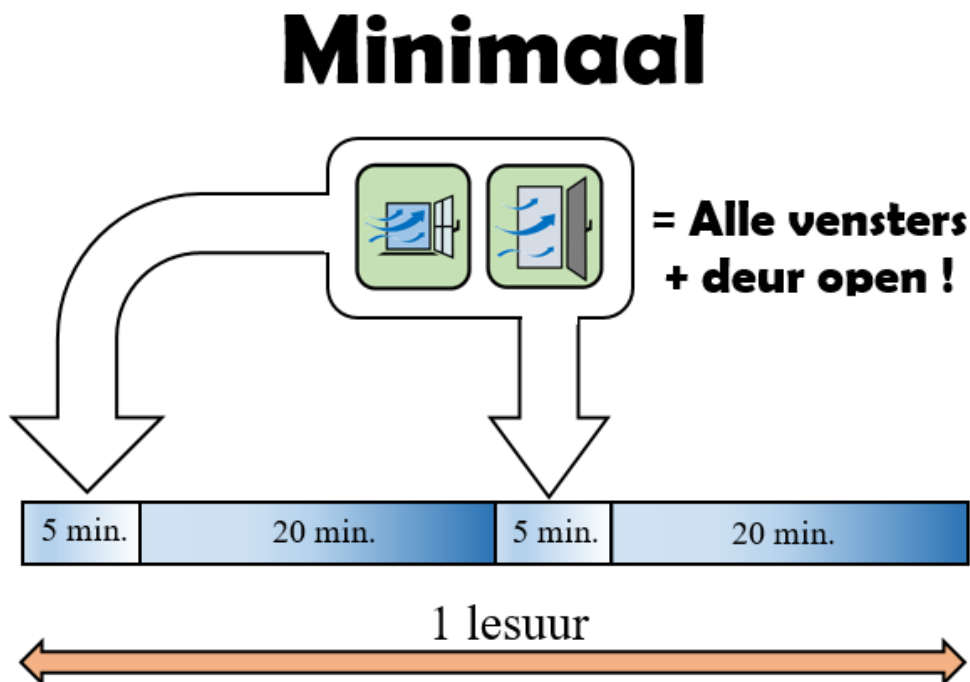 Minimaal
= Alle vensters
+ deur open !
5 min.
20 min.
5 min.
20 min.
1 lesuur